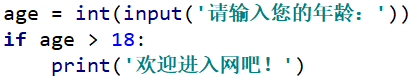 age = int(input('请输入您的年龄：'))
if age > 18:
    print('欢迎进入网吧！')